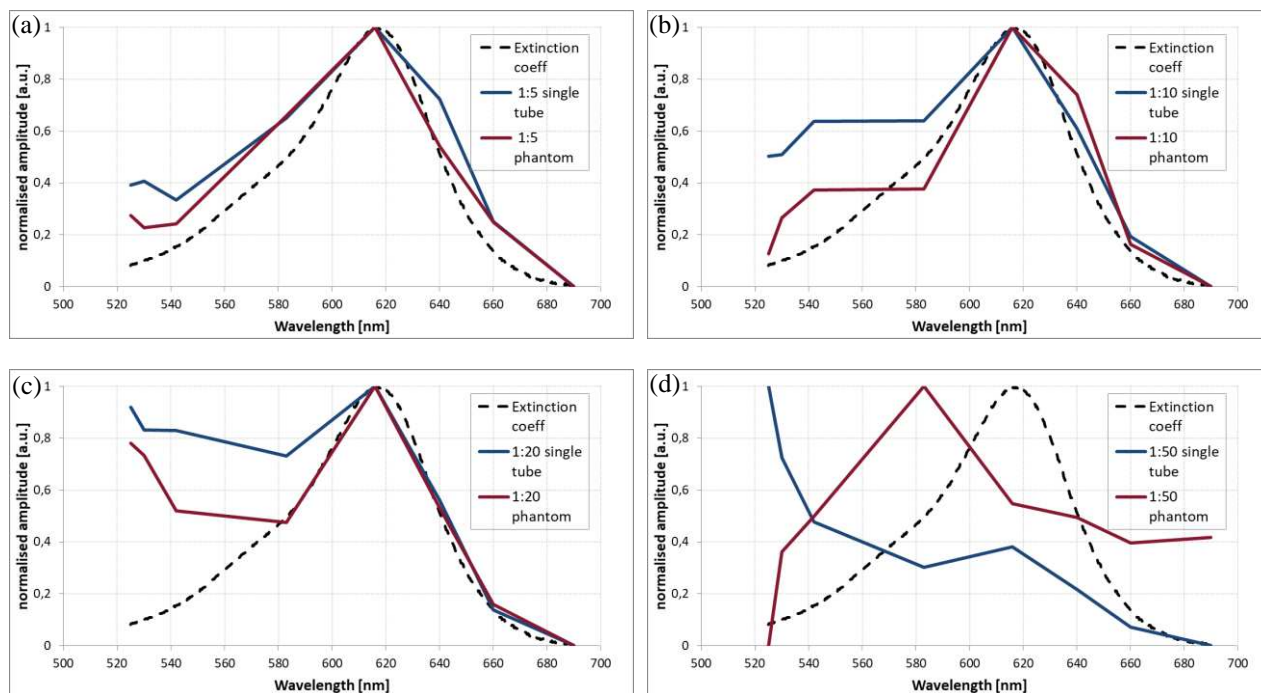 (a)
normalised amplitude [a.u.]
1
0,8
0,6
0,4
0,2
0
500 520 540 560 580 600 620 640 660 680 700
Wavelength [nm]
Extinction
coeff
1:5 single
tube
1:5
phantom
(b)
normalised amplitude [a.u.]
1
0,8
0,6
0,4
0,2
0
500 520 540 560 580 600 620 640 660 680 700
Wavelength [nm]
Extinction
coeff
1:10 single
tube
1:10
phantom
(c)
normalised amplitude [a.u.]
1
0,8
0,6
0,4
0,2
0
500 520 540 560 580 600 620 640 660 680 700
Wavelength [nm]
Extinction
coeff
1:20 single
tube
1:20
phantom
(d)
normalised amplitude [a.u.]
1
0,8
0,6
0,4
0,2
0
500 520 540 560 580 600 620 640 660 680 700
Wavelength [nm]
Extinction
coeff
1:50 single
tube
1:50
phantom